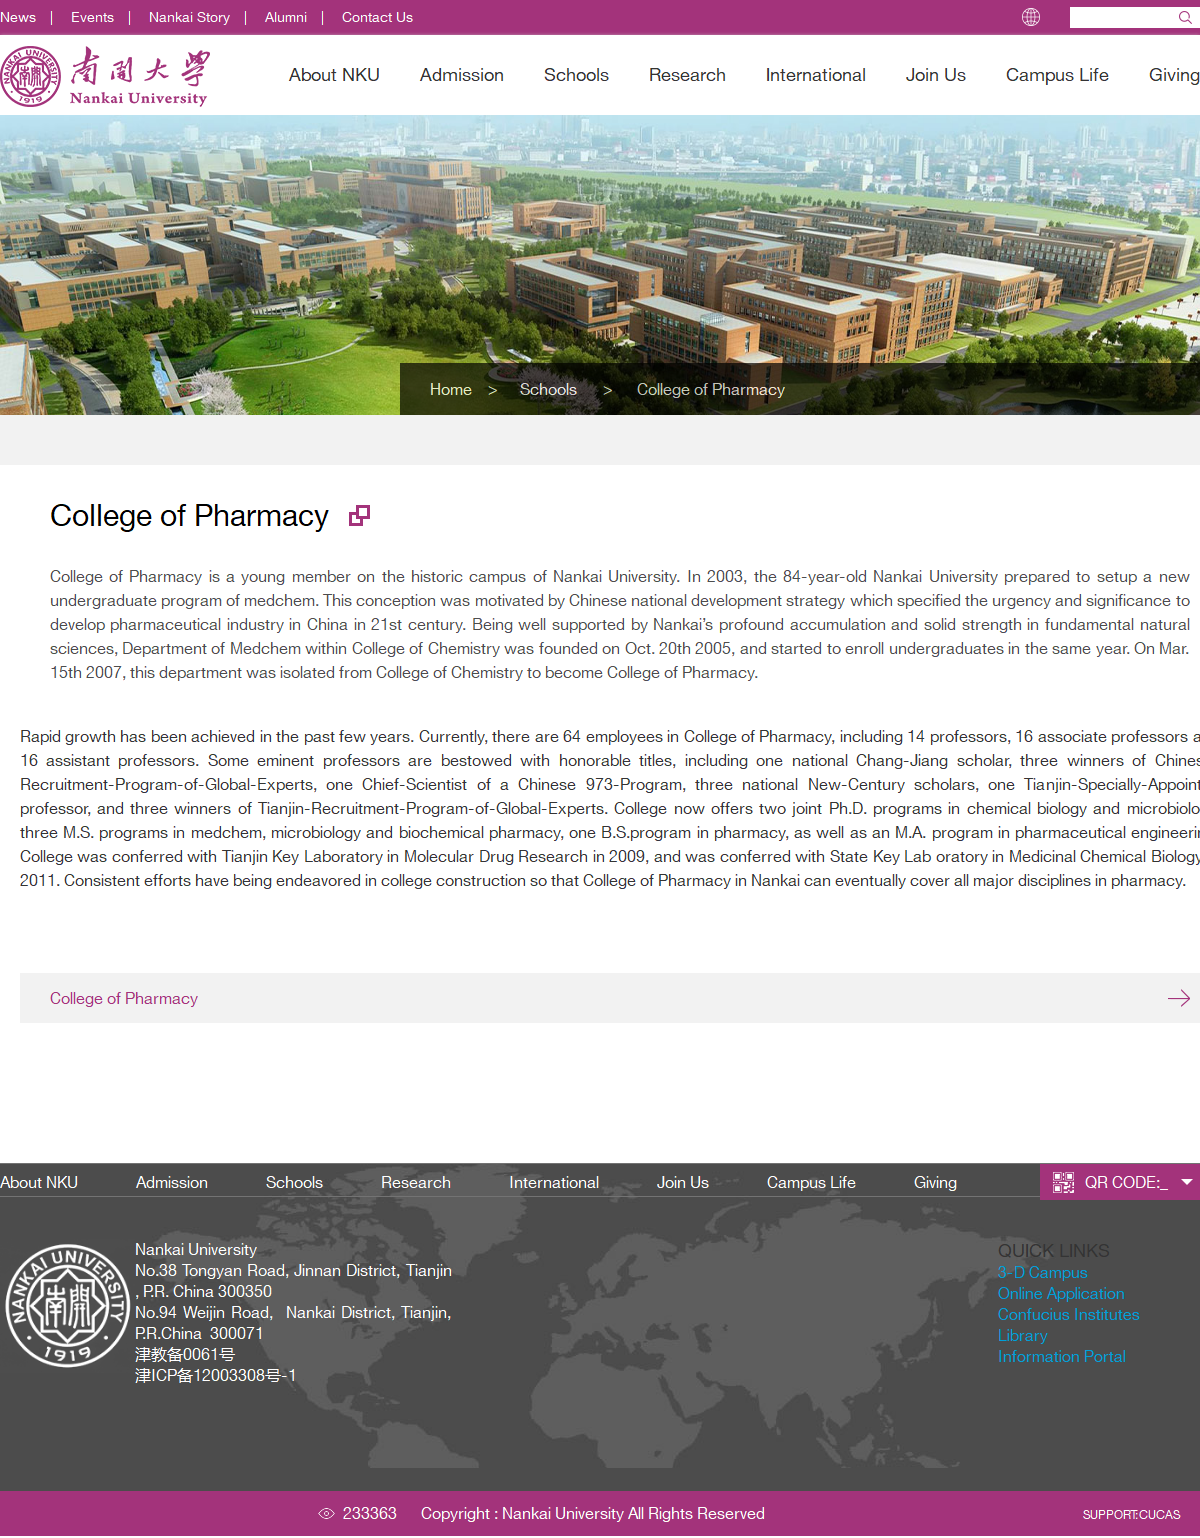 News | Events | Nankai Story | Alumni | Contact Us
NANKAI UNIVERSITY
南開
1919
南開大學
Nankai University
About NKU Admission Schools Research International Join Us Campus Life Giving
Home > Schools > College of Pharmacy
College of Pharmacy
College of Pharmacy is a young member on the historic campus of Nankai University. In 2003, the 84-year-old Nankai University prepared to setup a new
undergraduate program of medchem. This conception was motivated by Chinese national development strategy which specified the urgency and significance to
develop pharmaceutical industry in China in 21st century. Being well supported by Nankai’s profound accumulation and solid strength in fundamental natural
sciences, Department of Medchem within College of Chemistry was founded on Oct. 20th 2005, and started to enroll undergraduates in the same year. On Mar.
15th 2007, this department was isolated from College of Chemistry to become College of Pharmacy.
Rapid growth has been achieved in the past few years. Currently, there are 64 employees in College of Pharmacy, including 14 professors, 16 associate professors a
16 assistant professors. Some eminent professors are bestowed with honorable titles, including one national Chang-Jiang scholar, three winners of Chines
Recruitment-Program-of-Global-Experts, one Chief-Scientist of a Chinese 973-Program, three national New-Century scholars, one Tianjin-Specially-Appoint
professor, and three winners of Tianjin-Recruitment-Program-of-Global-Experts. College now offers two joint Ph.D. programs in chemical biology and microbiolo
three M.S. programs in medchem, microbiology and biochemical pharmacy, one B.S.program in pharmacy, as well as an M.A. program in pharmaceutical engineerin
College was conferred with Tianjin Key Laboratory in Molecular Drug Research in 2009, and was conferred with State Key Lab oratory in Medicinal Chemical Biology
2011. Consistent efforts have being endeavored in college construction so that College of Pharmacy in Nankai can eventually cover all major disciplines in pharmacy.
College of Pharmacy
About NKU Admission Schools Research International Join Us Campus Life Giving QR CODE:_
NANKAI UNIVERSITY
南開
1919
Nankai University
No.38 Tongyan Road, Jinnan District, Tianjin
, P.R. China 300350
No.94 Weijin Road, Nankai District, Tianjin,
P.R.China 300071
津教备0061号
津ICP备12003308号-1
QUICK LINKS
3-D Campus
Online Application
Confucius Institutes
Library
Information Portal
233363 Copyright : Nankai University All Rights Reserved SUPPORT:CUCAS